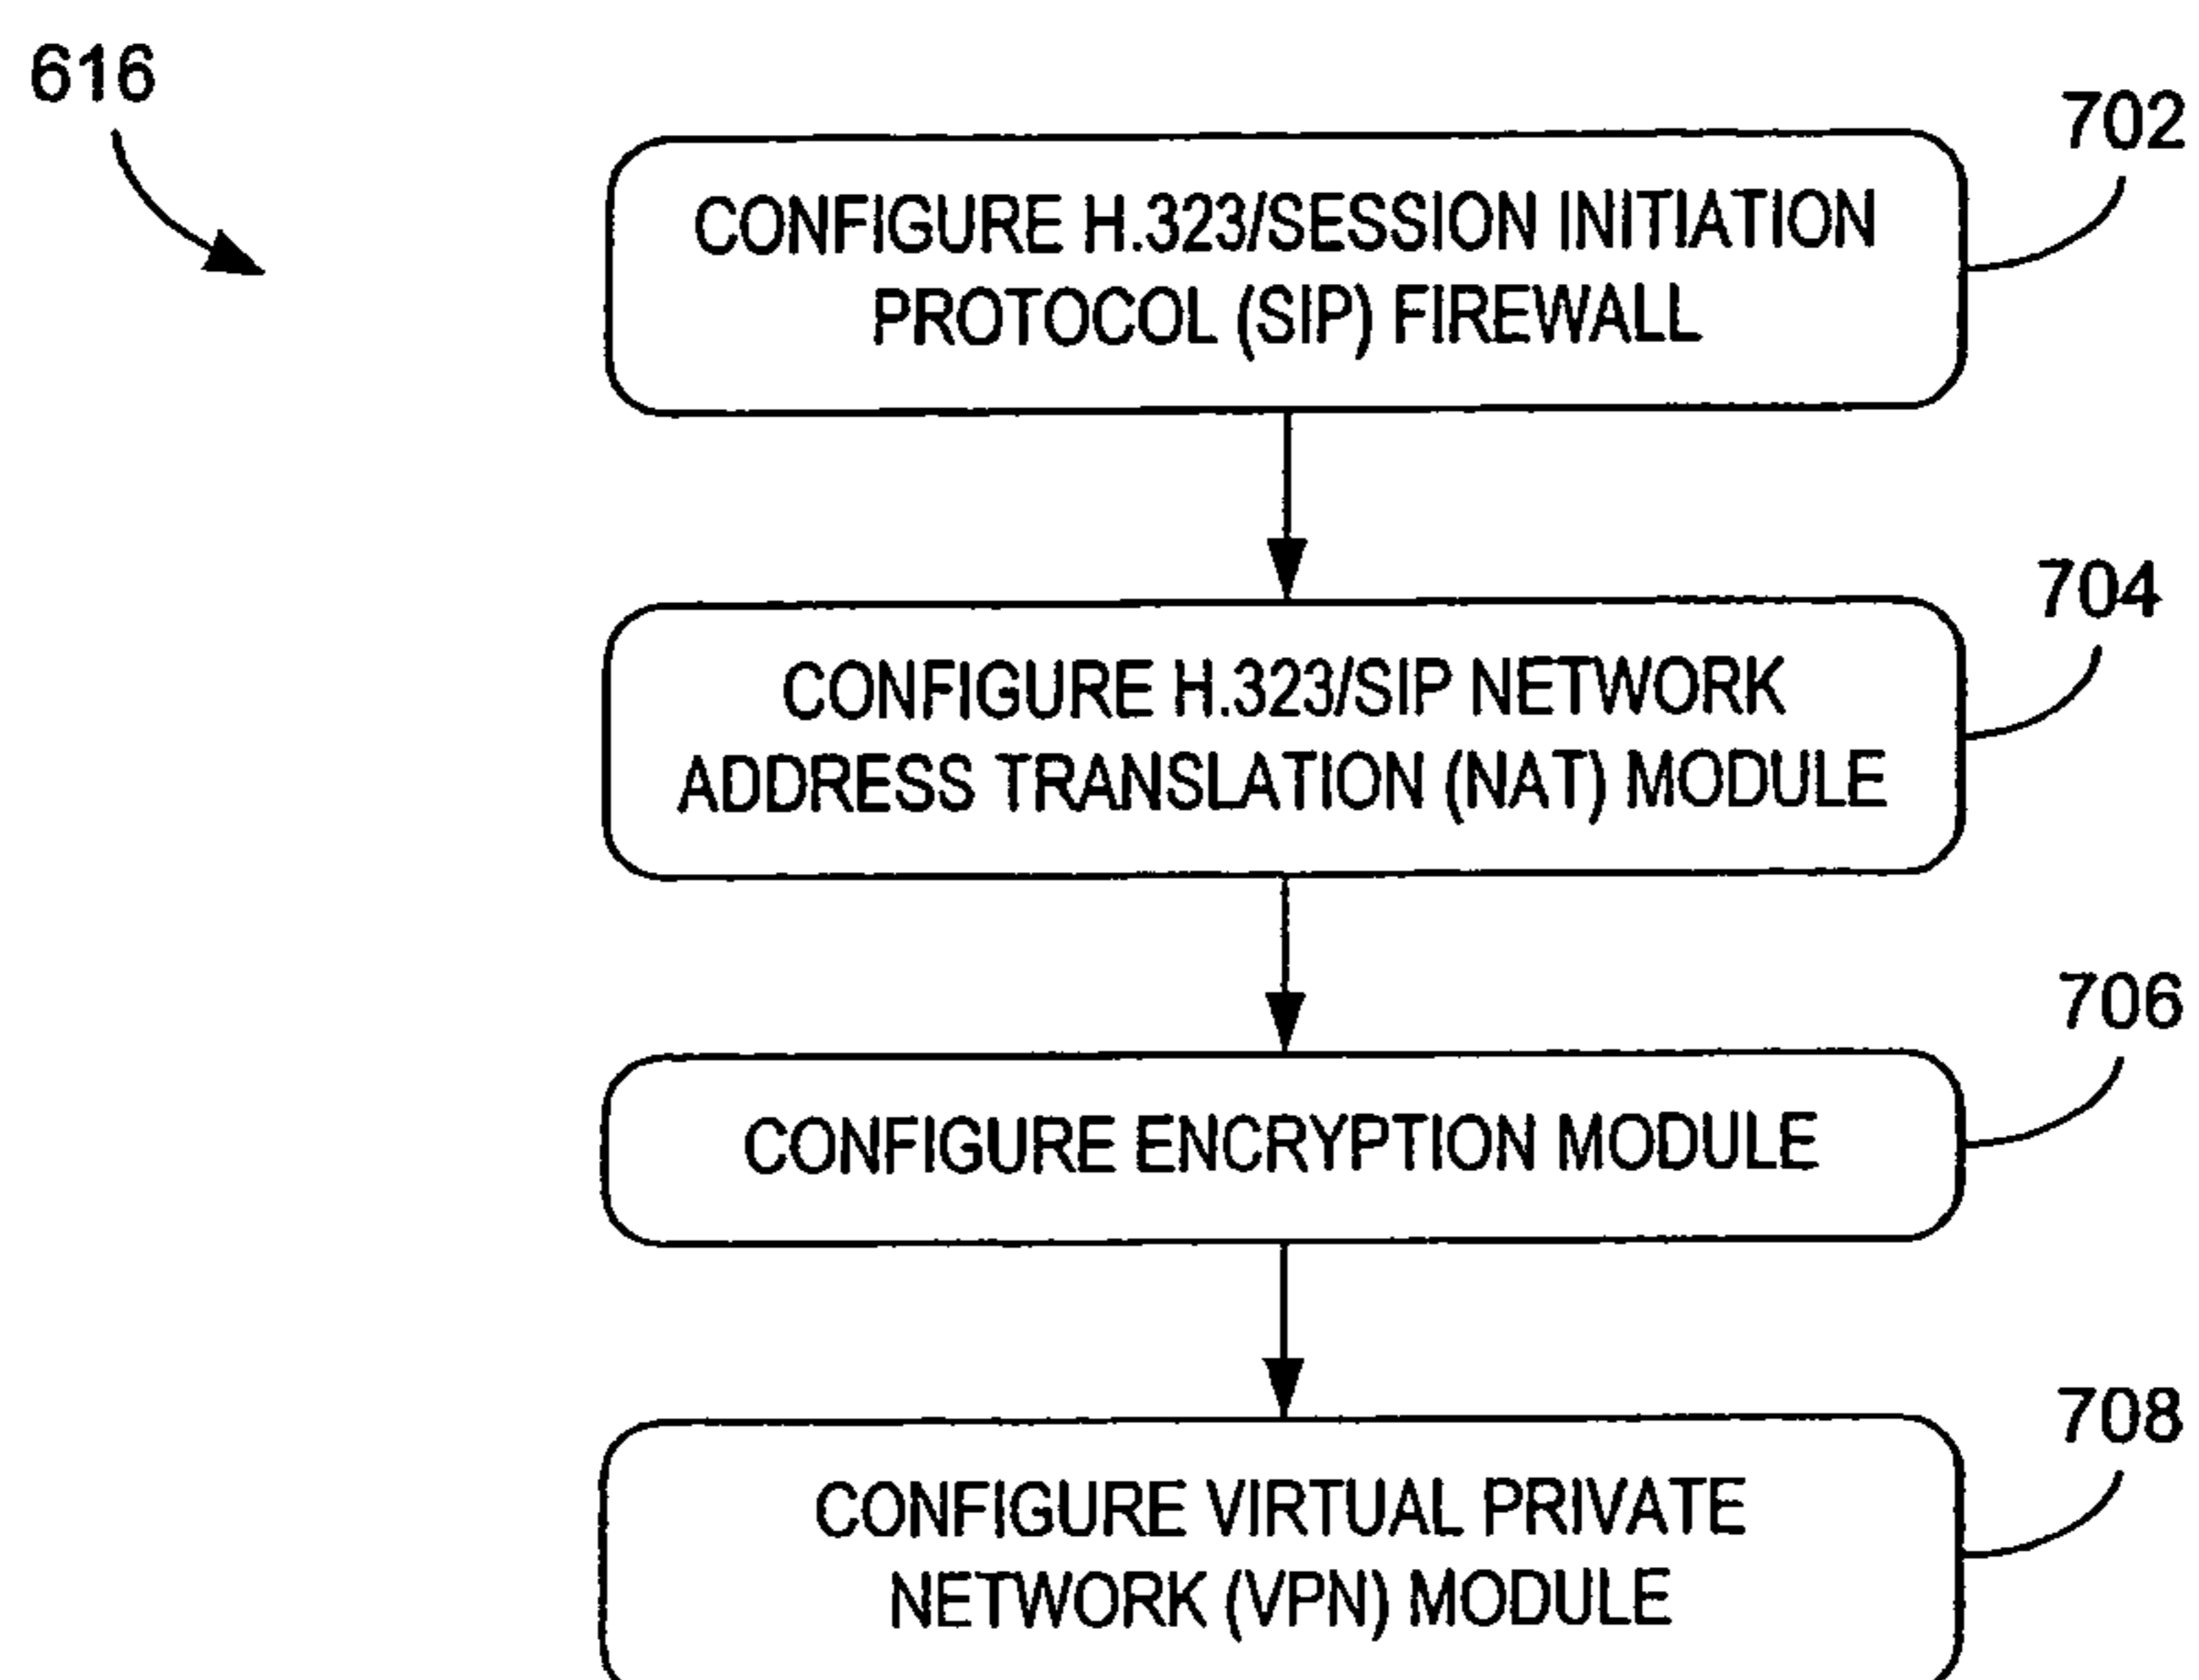 616
702
CONFIGURE H.323/SESSION INITIATION
PROTOCOL (SIP) FIREWALL
704
CONFIGURE H.323/SIP NETWORK
ADDRESS TRANSLATION (NAT) MODULE
706
CONFIGURE ENCRYPTION MODULE
708
CONFIGURE VIRTUAL PRIVATE
NETWORK (VPN) MODULE